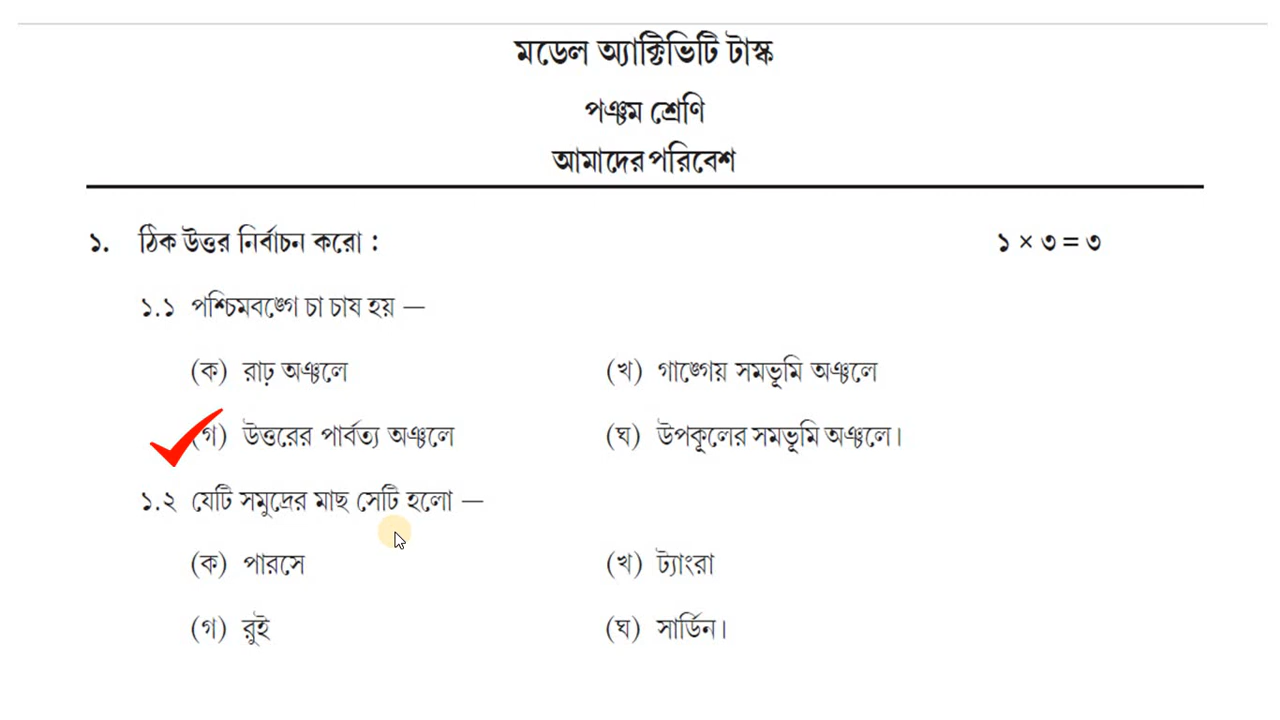 মডেল অ্যাক্টিভিটি টাস্ক
পঞ্চম শ্রেণি
আমাদের পরিবেশ
১. ঠিক উত্তর নির্বাচন করো : ১ × ৩ = ৩
১.১ পশ্চিমবঙ্গে চা চাষ হয় —
(ক) রাঢ় অঞ্চলে (খ) গাঙ্গেয় সমভূমি অঞ্চলে
(গ) উত্তরের পার্বত্য অঞ্চলে (ঘ) উপকূলের সমভূমি অঞ্চলে।
১.২ যেটি সমুদ্রের মাছ সেটি হলো —
(ক) পারসে (খ) ট্যাংরা
(গ) রুই (ঘ) সার্ডিন।